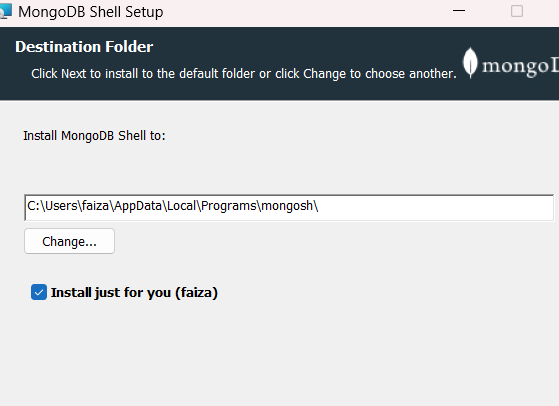 MongoDB Shell Setup
Destination Folder
Click Next to install to the default folder or click Change to choose another.
mongoD
Install MongoDB Shell to:
C:\Users\faiza\AppData\Local\Programs\mongosh\
Change...
Install just for you (faiza)